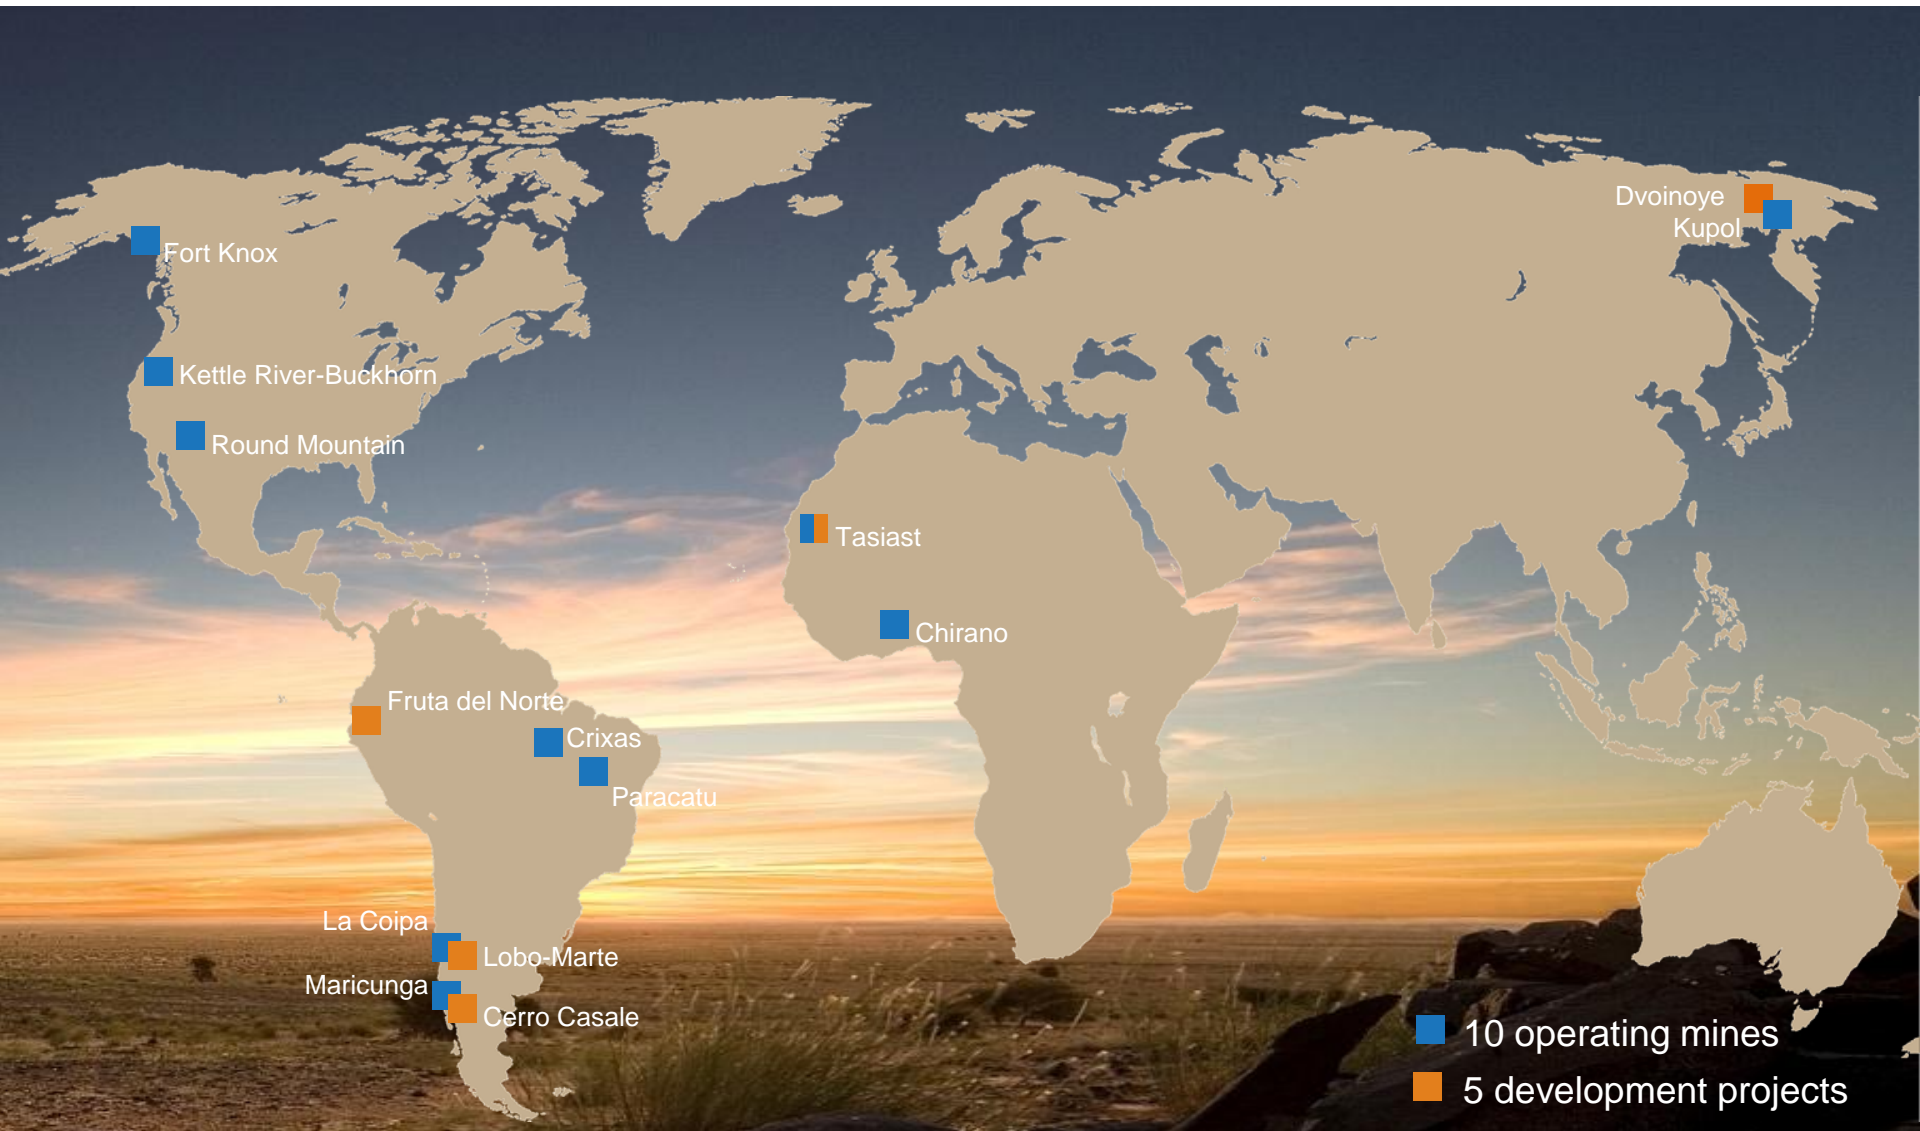 Dvoinoye
Kupol
Fort Knox
Kettle River-Buckhorn
Round Mountain
Tasiast
Chirano
Fruta del Norte
Crixas
Paracatu
La Coipa
Lobo-Marte
Maricunga
Cerro Casale
10 operating mines
5 development projects